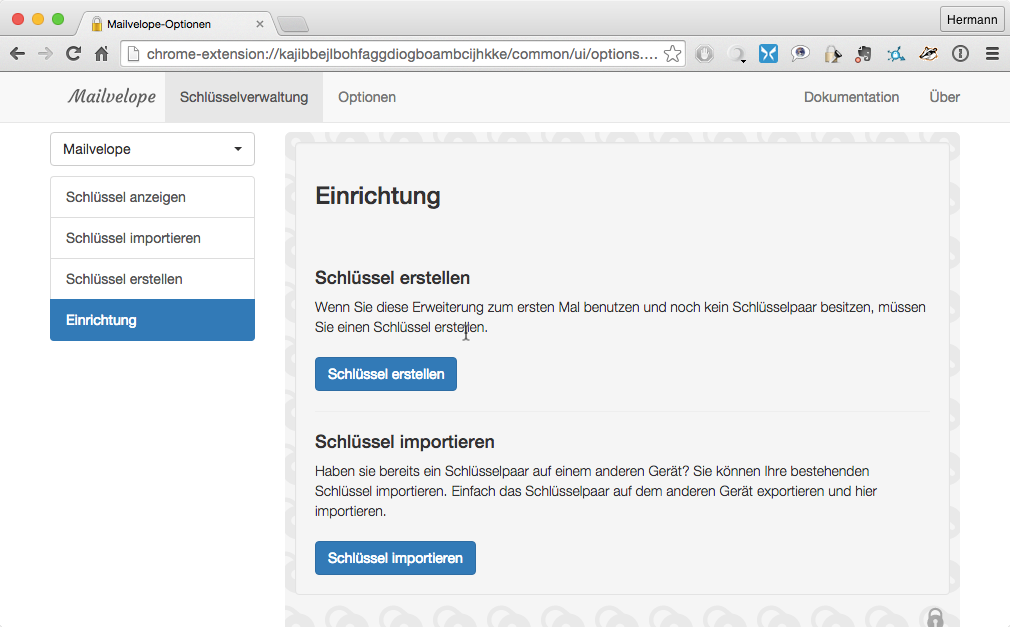 Mailvelope-Optionen
Hermann
chrome-extension://kajibbejlbohfaggdiogboambcijhkke/common/ui/options....
Mailvelope
Schlüsselverwaltung
Optionen
Dokumentation
Über
Mailvelope
Schlüssel anzeigen
Schlüssel importieren
Schlüssel erstellen
Einrichtung
Einrichtung
Schlüssel erstellen
Wenn Sie diese Erweiterung zum ersten Mal benutzen und noch kein Schlüsselpaar besitzen, müssen
Sie einen Schlüssel erstellen.
Schlüssel erstellen
Schlüssel importieren
Haben sie bereits ein Schlüsselpaar auf einem anderen Gerät? Sie können Ihre bestehenden
Schlüssel importieren. Einfach das Schlüsselpaar auf dem anderen Gerät exportieren und hier
importieren.
Schlüssel importieren